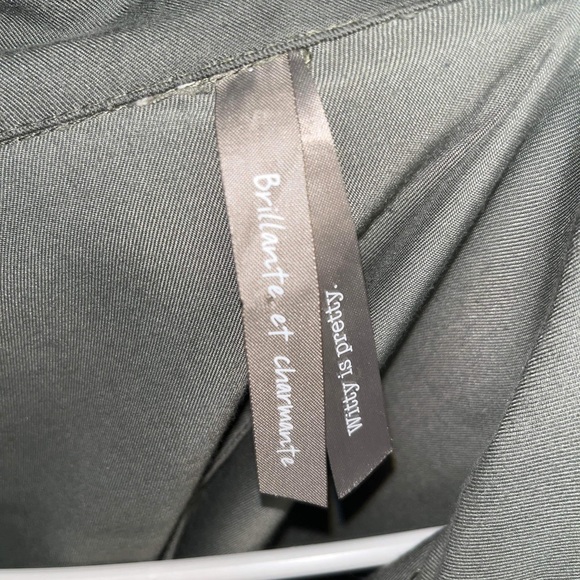 Brillante et charmante
witty is pretty.